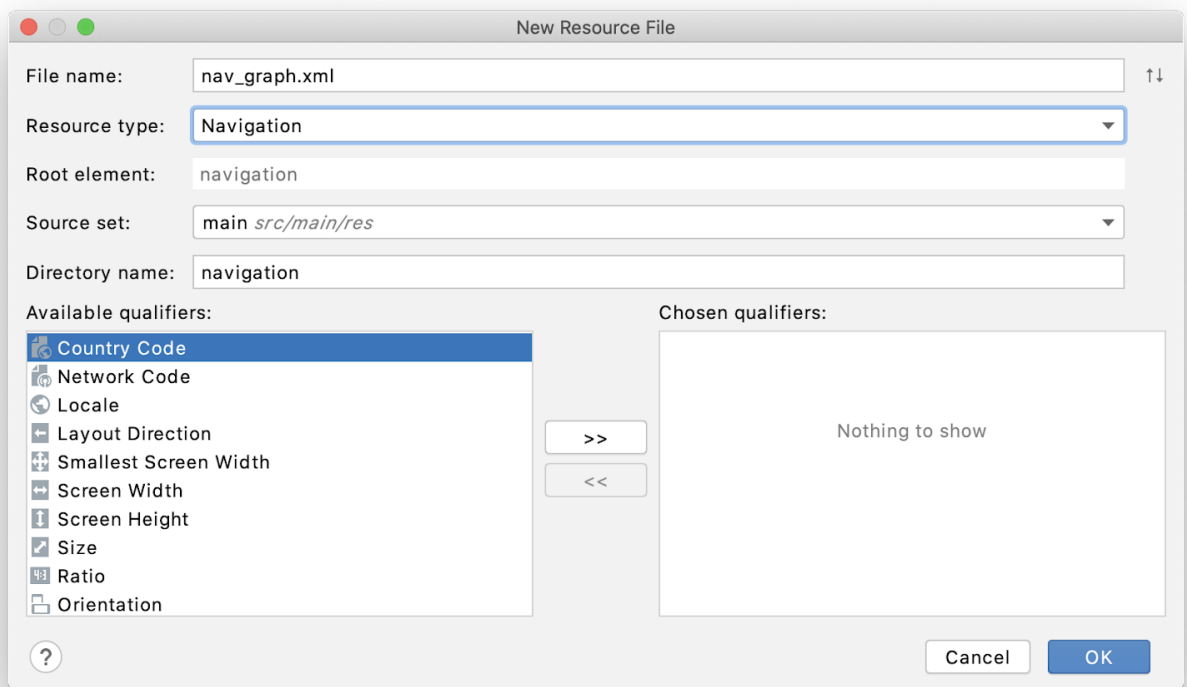 New Resource File
File name: nav_graph.xml ↑↓
Resource type: Navigation
Root element: navigation
Source set: main src/main/res
Directory name: navigation
Available qualifiers: Chosen qualifiers:
Country Code
Network Code
Locale
Layout Direction
Smallest Screen Width
Screen Width
Screen Height
Size
Ratio
Orientation
>>
<<
Nothing to show
? Cancel OK